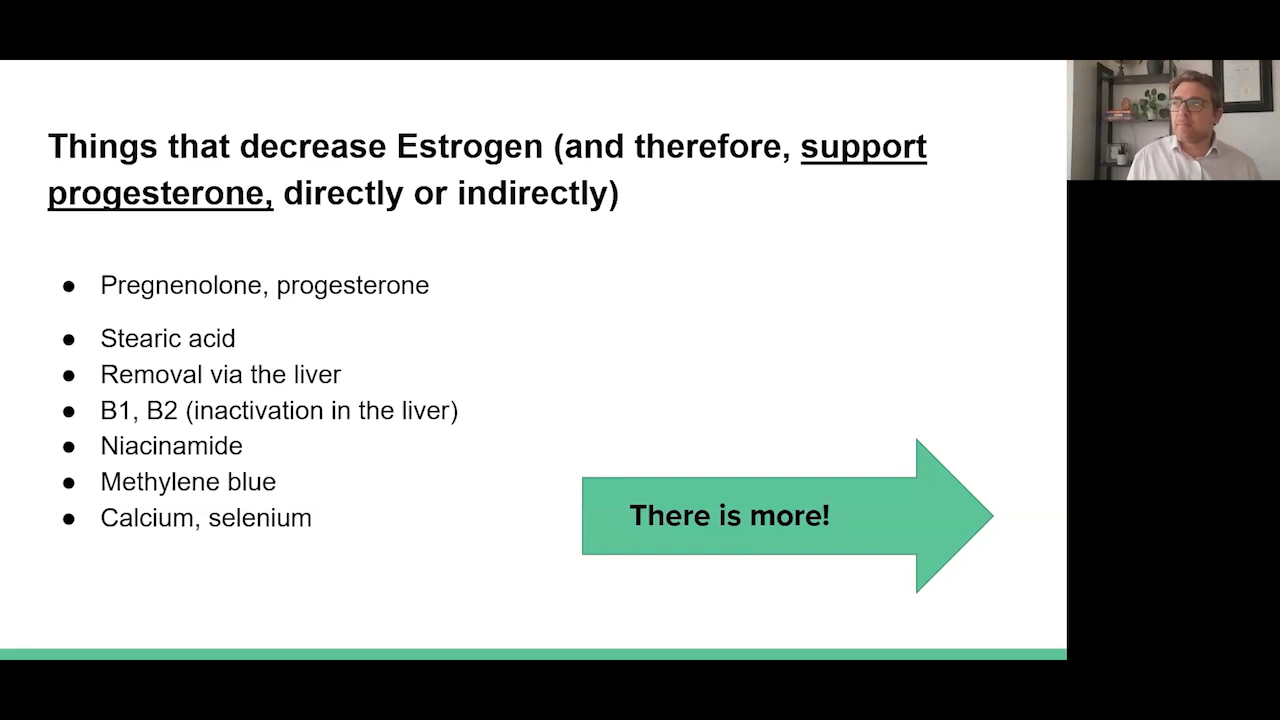 Things that decrease Estrogen (and therefore, support
progesterone, directly or indirectly)
● Pregnenolone, progesterone
● Stearic acid
● Removal via the liver
● B1, B2 (inactivation in the liver)
● Niacinamide
● Methylene blue
● Calcium, selenium
There is more!